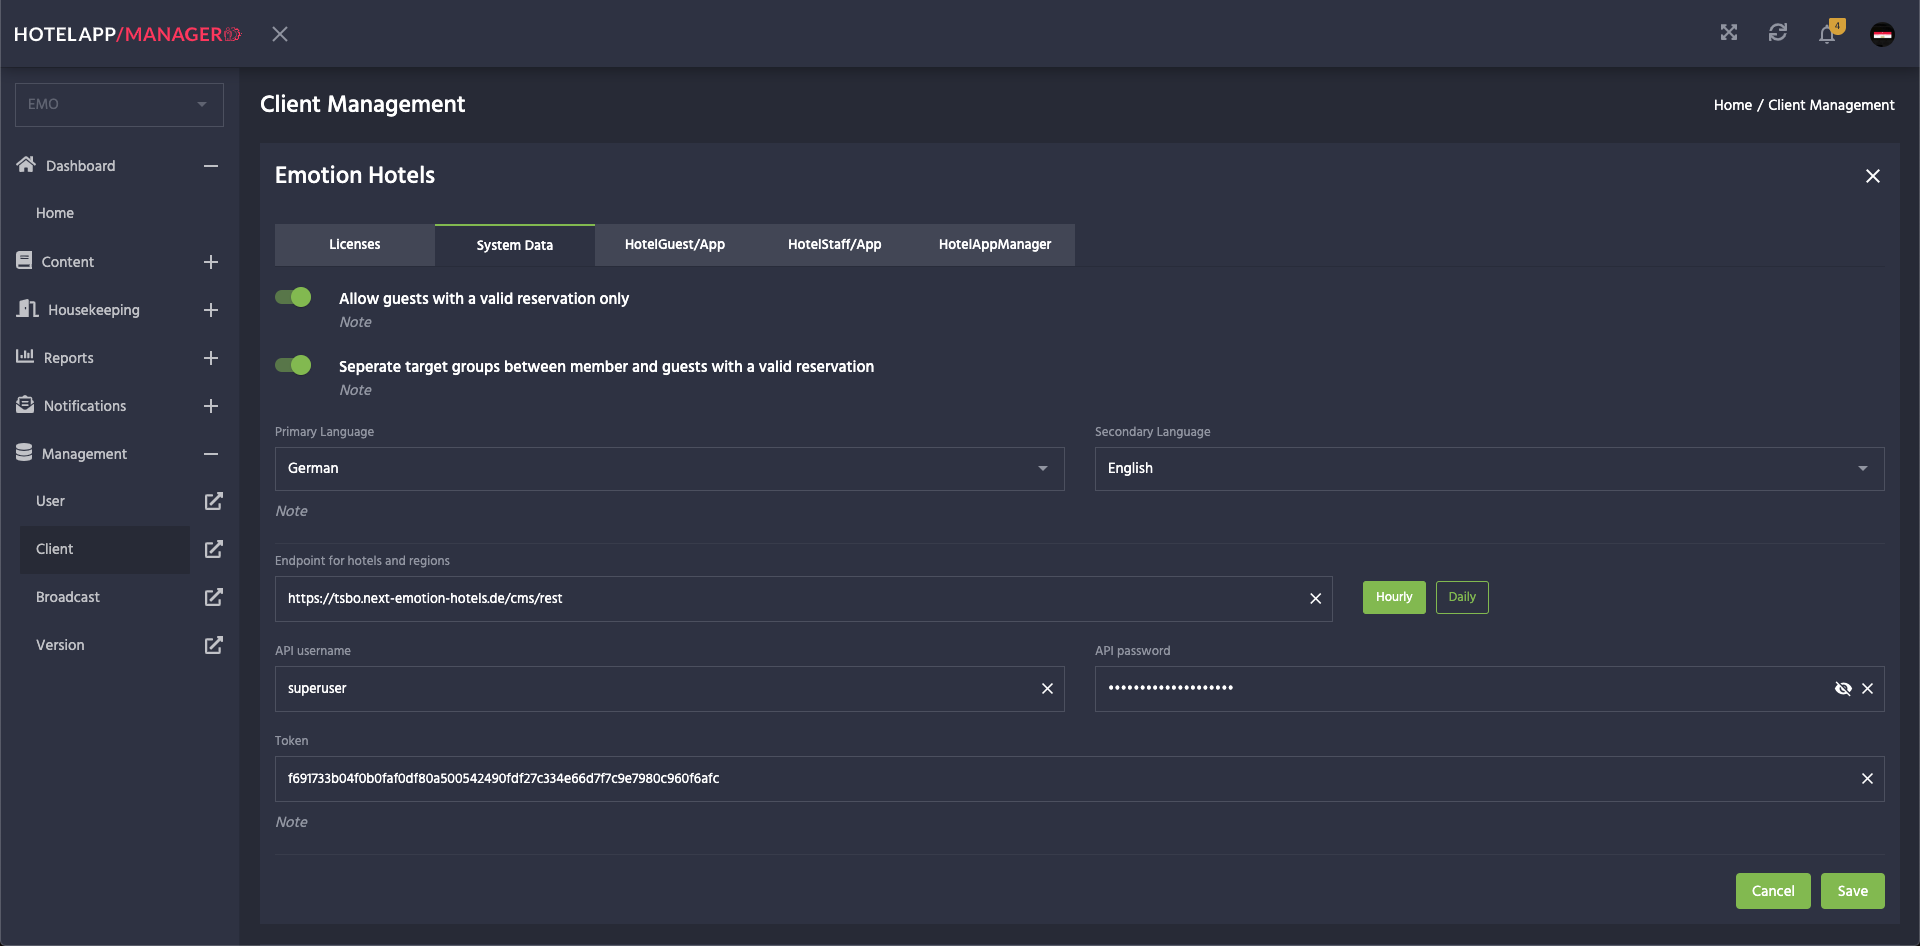 HOTELAPP/MANAGER
4
EMO
Dashboard
Home
Content
Housekeeping
Reports
Notifications
Management
User
Client
Broadcast
Version
Client Management
Home / Client Management
Emotion Hotels
Licenses
System Data
HotelGuest/App
HotelStaff/App
HotelAppManager
Allow guests with a valid reservation only
Note
Seperate target groups between member and guests with a valid reservation
Note
Primary Language
German
Secondary Language
English
Note
Endpoint for hotels and regions
https://tsbo.next-emotion-hotels.de/cms/rest
Hourly
Daily
API username
superuser
API password
••••••••••••••••••••
Token
f691733b04f0b0faf0df80a500542490fdf27c334e66d7f7c9e7980c960f6afc
Note
Cancel
Save